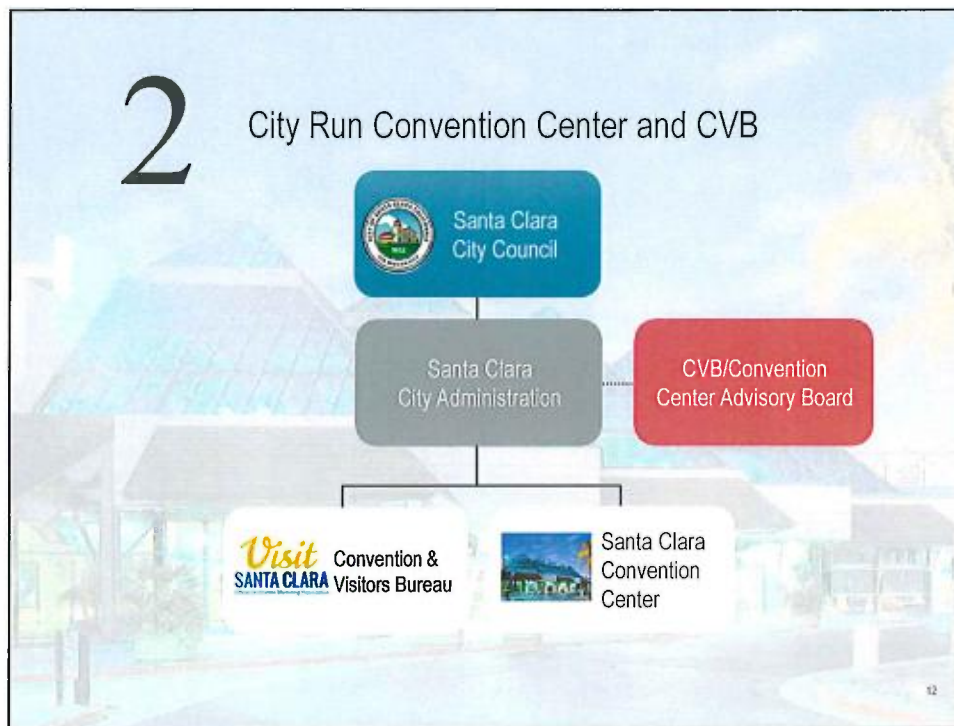 2
City Run Convention Center and CVB
Santa Clara
City Council
Santa Clara
City Administration
CVB/Convention
Center Advisory Board
Visit
SANTA CLARA
Convention &
Visitors Bureau
Santa Clara
Convention
Center
12